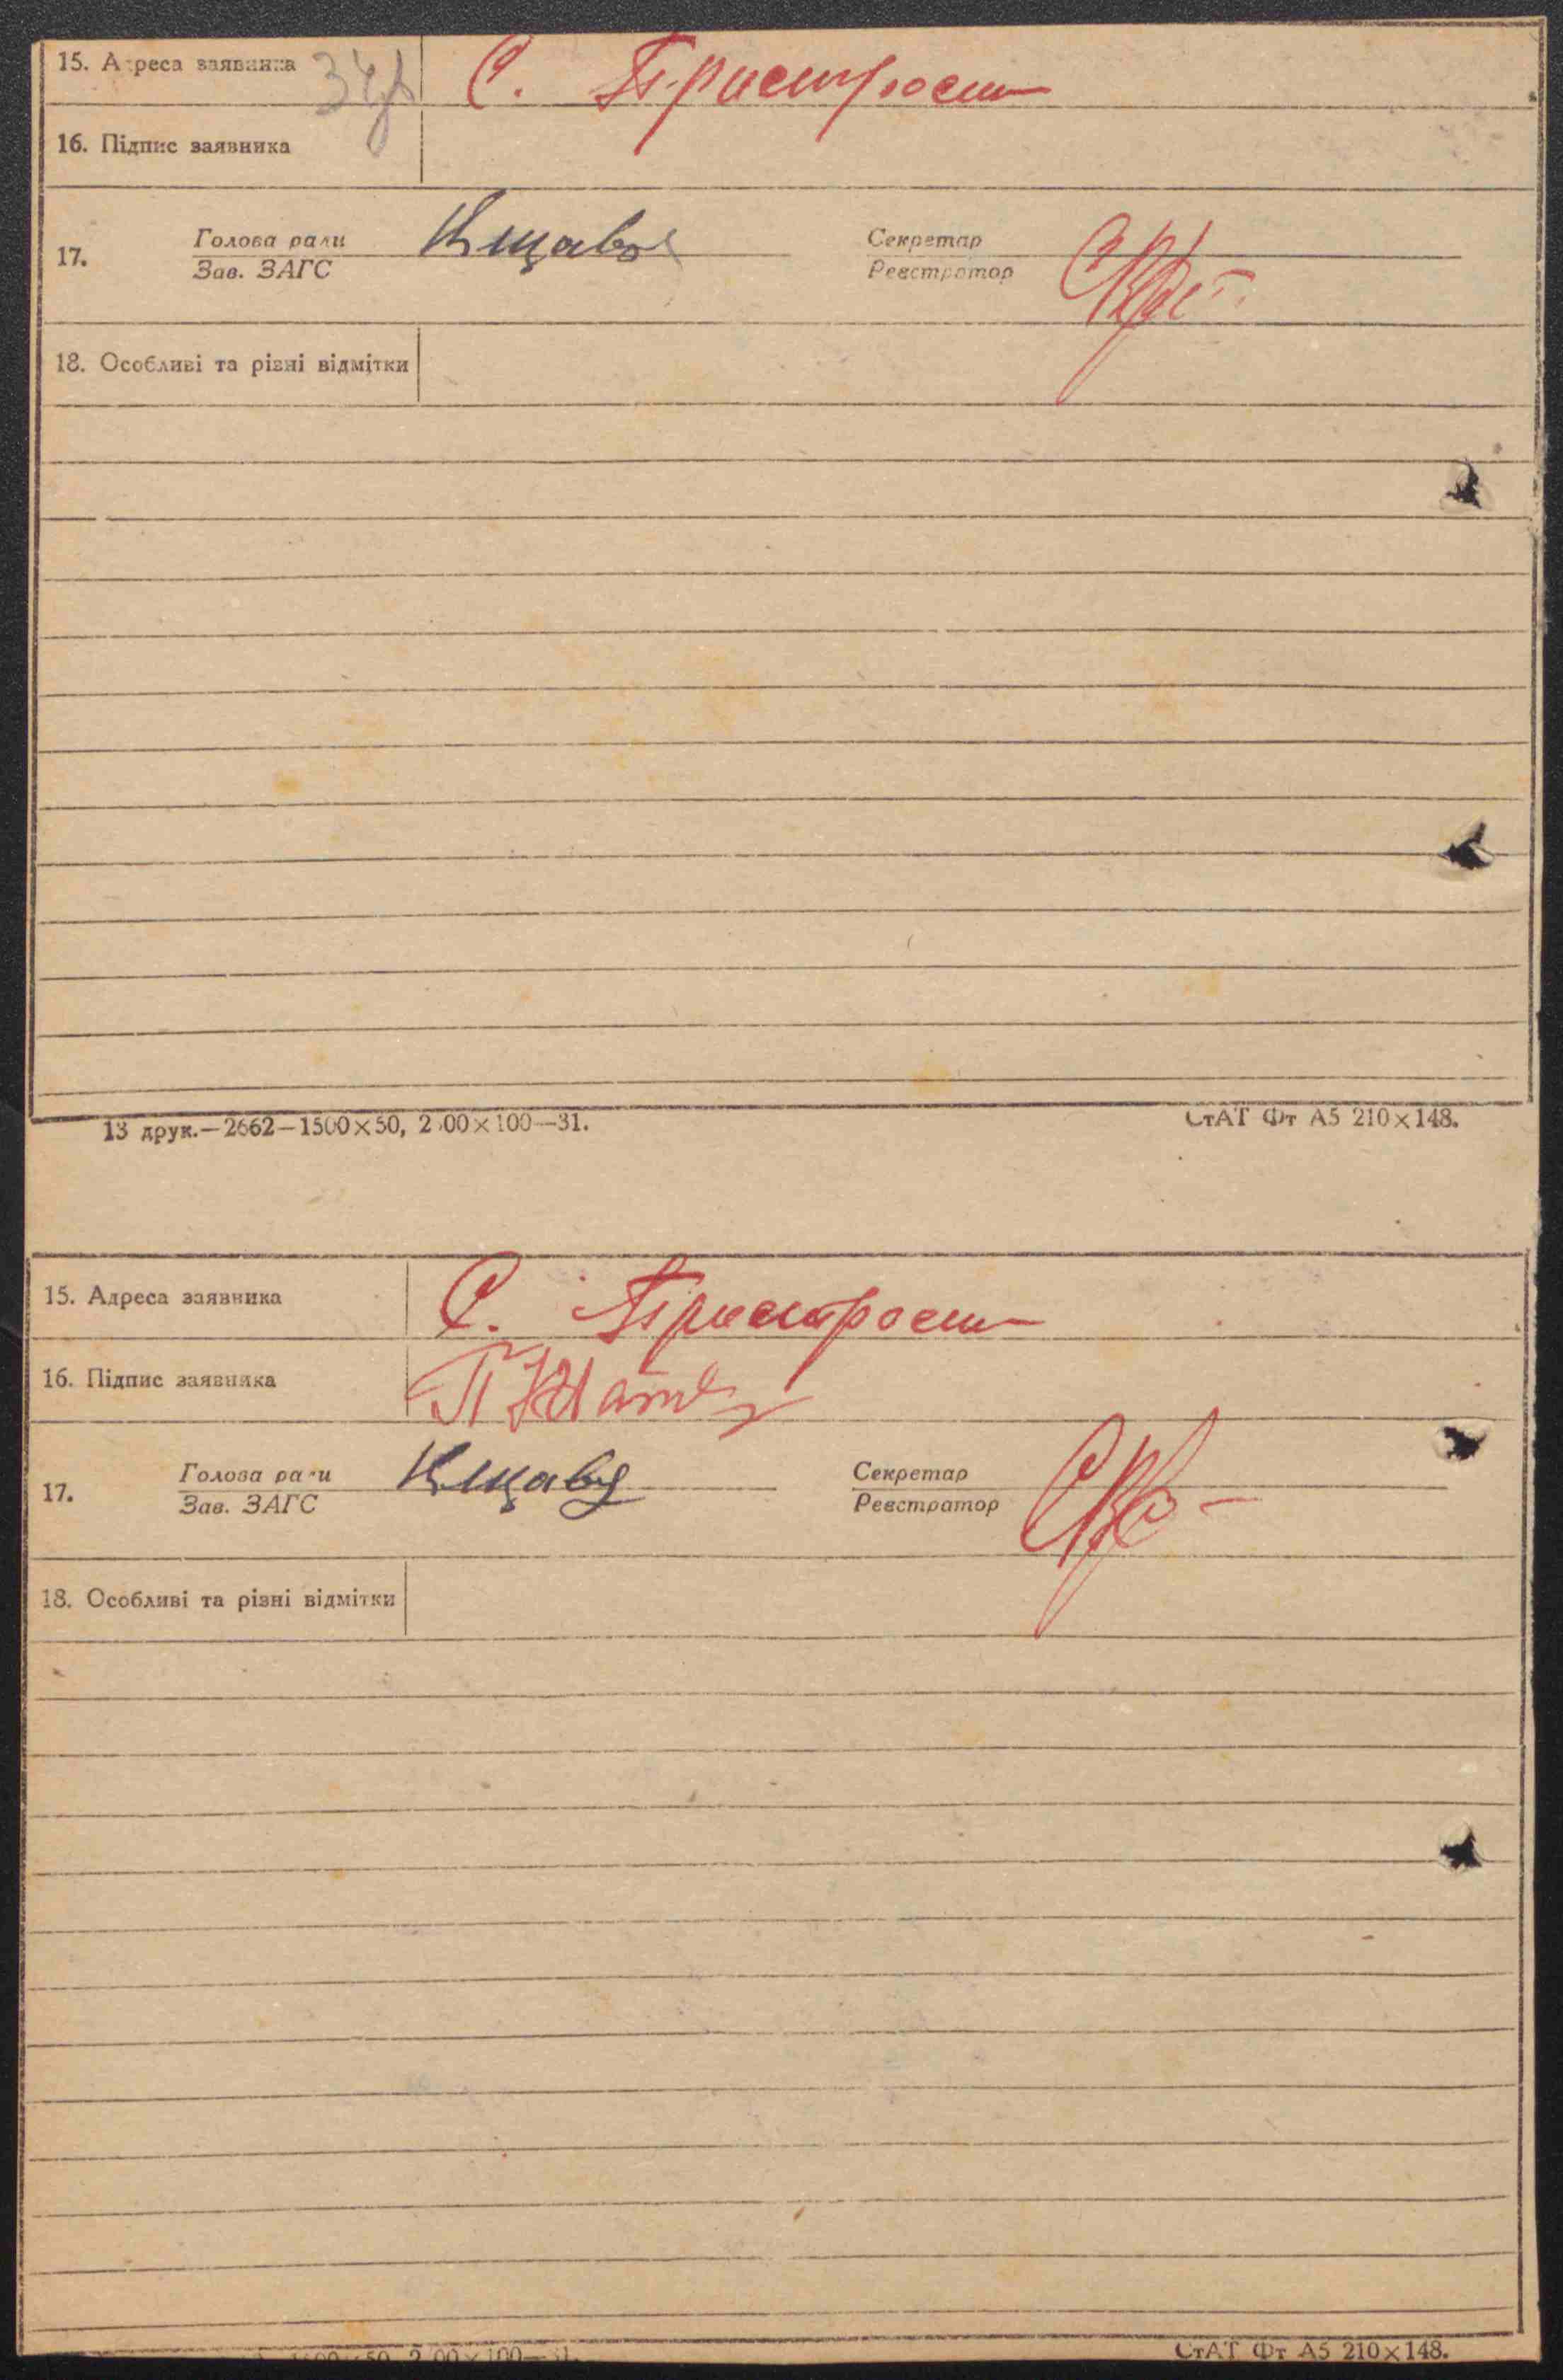 15. Адреса заявника С. Тристрост
34
16. Підпис заявника
Голова ради Секретар
17.
Зав. ЗАГС Реєстратор
18. Особливі та різні відмітки
13 друк.—2662—1500×50, 2.00×100—31. СтАТ Фт А5 210×148.
15. Адреса заявника С. Тристрост
16. Підпис заявника
Голова ради Секретар
17.
Зав. ЗАГС Реєстратор
18. Особливі та різні відмітки
СтАТ Фт А5 210×148.